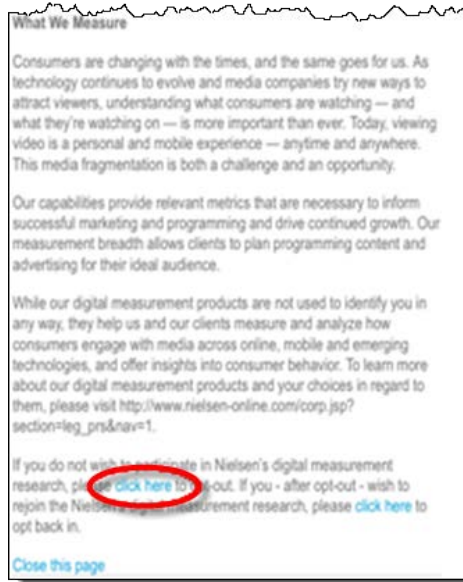 What We Measure
Consumers are changing with the times, and the same goes for us. As
technology continues to evolve and media companies try new ways to
attract viewers, understanding what consumers are watching — and
what they're watching on — is more important than ever. Today, viewing
video is a personal and mobile experience — anytime and anywhere.
This media fragmentation is both a challenge and an opportunity.
Our capabilities provide relevant metrics that are necessary to inform
successful marketing and programming and drive continued growth. Our
measurement breadth allows clients to plan programming content and
advertising for their ideal audience.
While our digital measurement products are not used to identify you in
any way, they help us and our clients measure and analyze how
consumers engage with media across online, mobile and emerging
technologies, and offer insights into consumer behavior. To learn more
about our digital measurement products and your choices in regard to
them, please visit http://www.nielsen-online.com/corp.jsp?
section=leg_prs&nav=1.
If you do not wish to participate in Nielsen's digital measurement
research, please click here to opt-out. If you - after opt-out - wish to
rejoin the Nielsen's digital measurement research, please click here to
opt back in.
Close this page